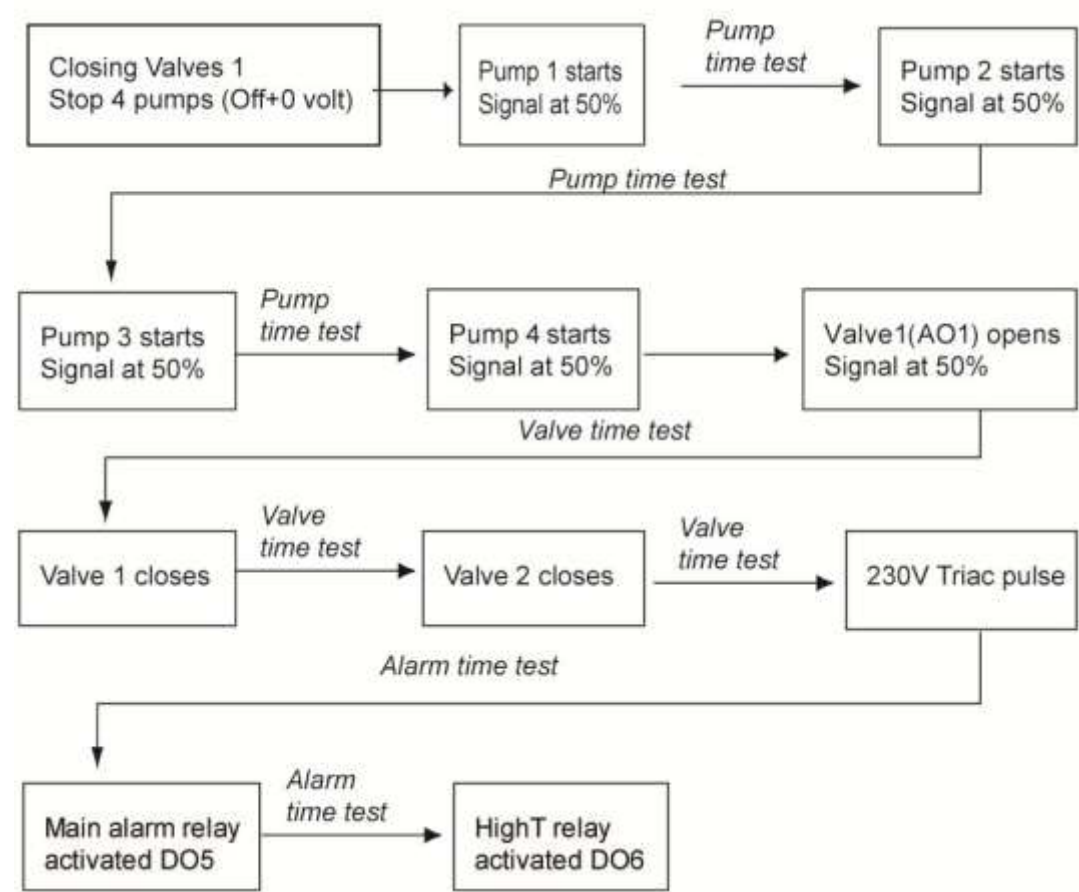 Closing Valves 1
Stop 4 pumps (Off+0 volt)
Pump 1 starts
Signal at 50%
Pump
time test
Pump 2 starts
Signal at 50%
Pump time test
Pump 3 starts
Signal at 50%
Pump
time test
Pump 4 starts
Signal at 50%
Valve1(AO1) opens
Signal at 50%
Valve time test
Valve 1 closes
Valve
time test
Valve 2 closes
Valve
time test
230V Triac pulse
Alarm time test
Main alarm relay
activated DO5
Alarm
time test
HighT relay
activated DO6